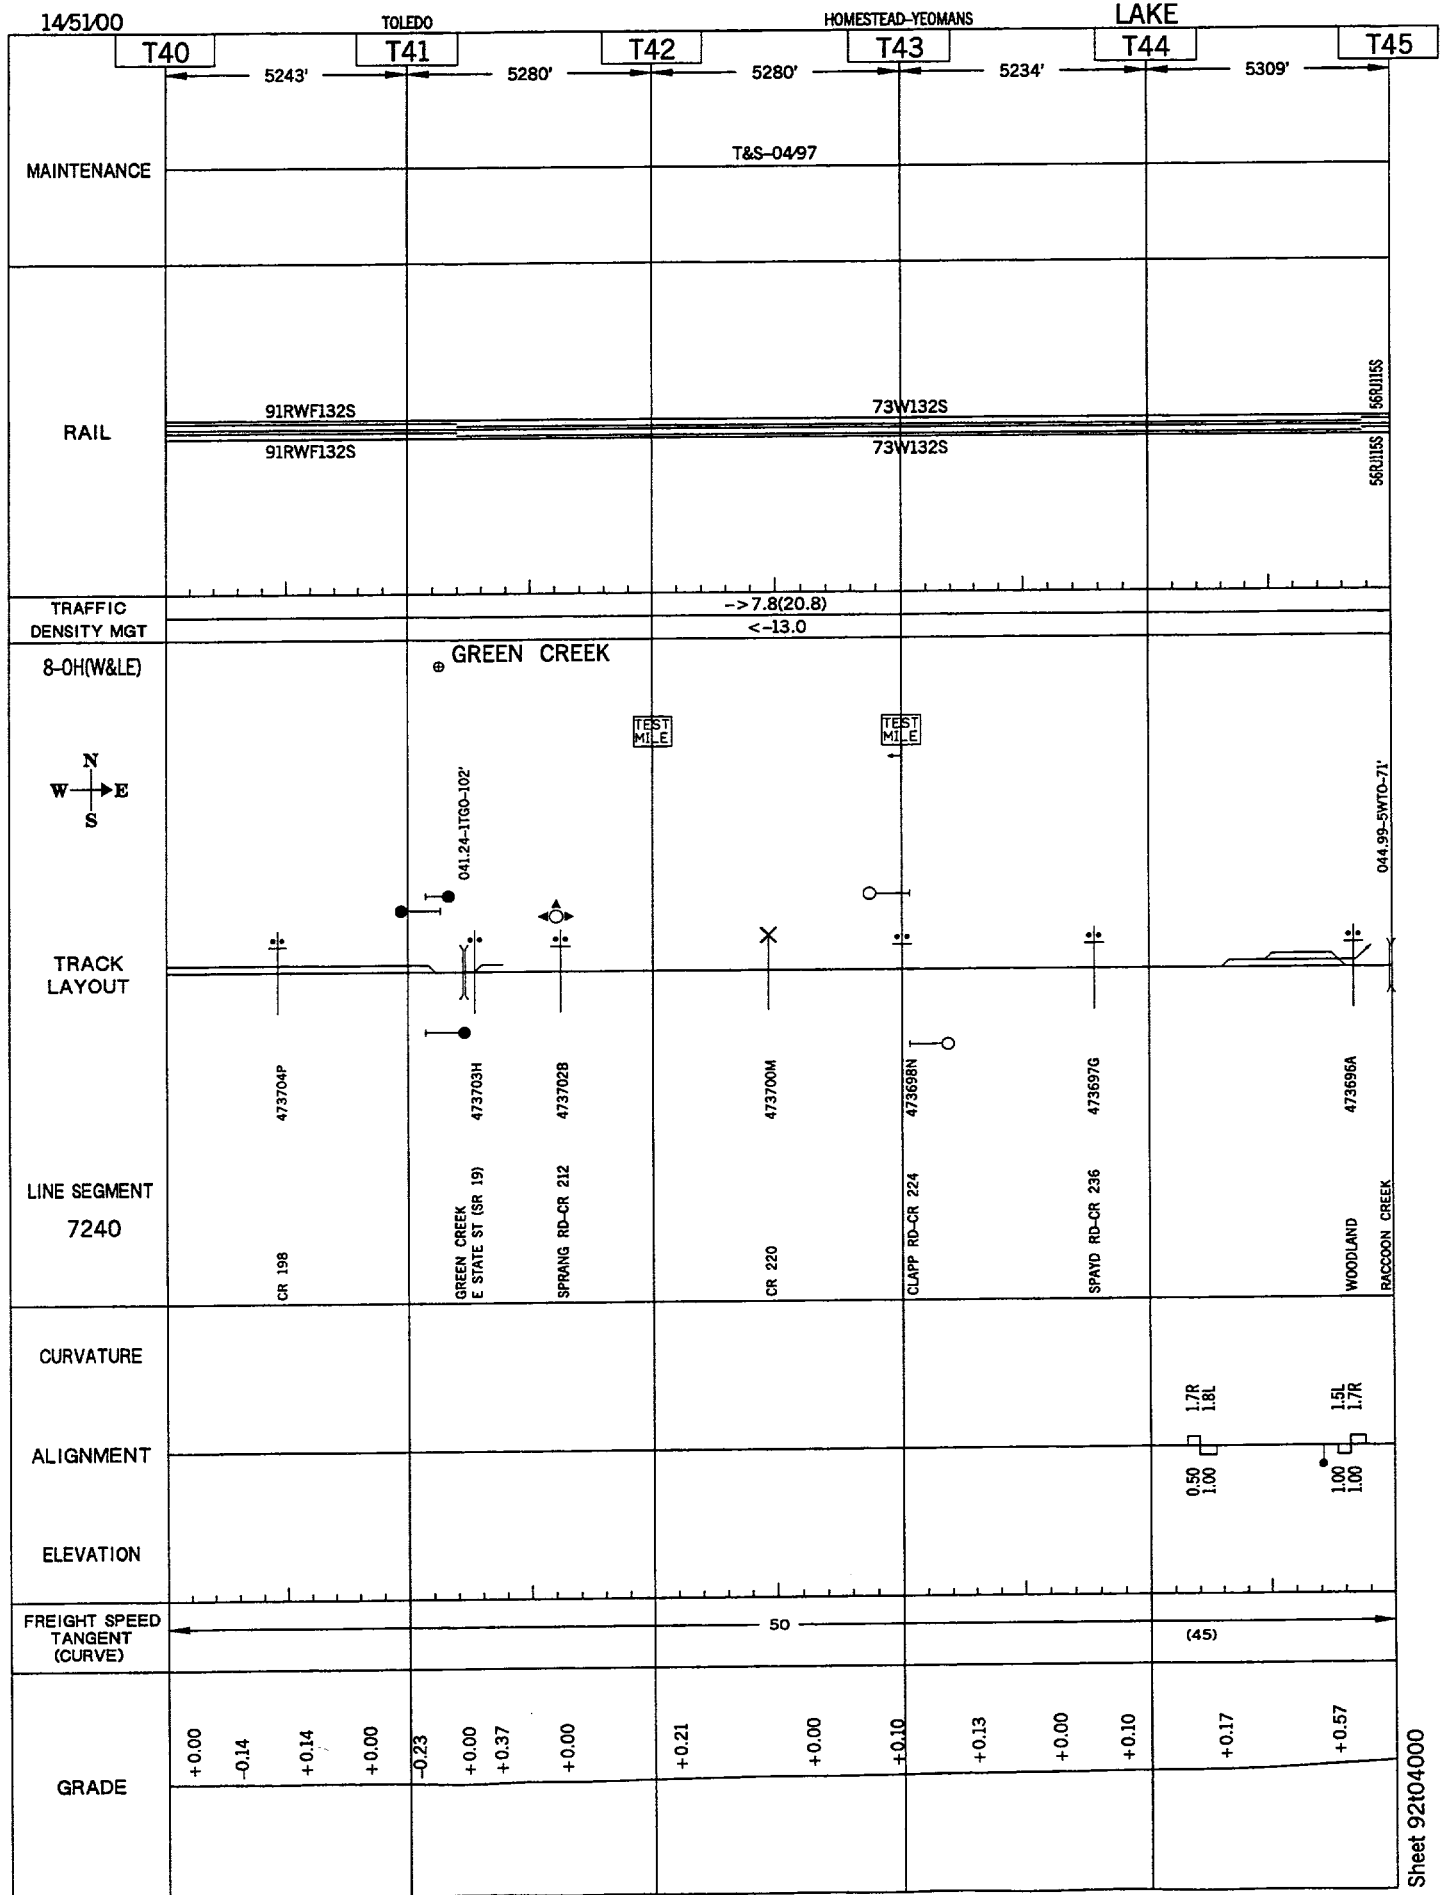 14/51/00
TOLEDO
HOMESTEAD-YEOMANS
LAKE
T40
T41
T42
T43
T44
T45
5243'
5280'
5280'
5234'
5309'
MAINTENANCE
T&S-04/97
RAIL
91RWF132S
73W132S
56RJ115S
91RWF132S
73W132S
56RJ115S
TRAFFIC
DENSITY MGT
->7.8(20.8)
<-13.0
8-OH(W&LE)
GREEN CREEK
TEST
MILE
TEST
MILE
N
W
E
S
041.24-1TGO-102'
044.99-5WTO-71'
TRACK
LAYOUT
473704P
473703H
473702B
473700M
473698N
473697G
473696A
LINE SEGMENT
7240
CR 198
GREEN CREEK
E STATE ST (SR 19)
SPRANG RD-CR 212
CR 220
CLAPP RD-CR 224
SPAYD RD-CR 236
WOODLAND
RACCOON CREEK
CURVATURE
1.7R
1.8L
1.5L
1.7R
ALIGNMENT
0.50
1.00
1.00
1.00
ELEVATION
FREIGHT SPEED
TANGENT
(CURVE)
50
(45)
GRADE
+0.00
-0.14
+0.14
+0.00
-0.23
+0.00
+0.37
+0.00
+0.21
+0.00
+0.10
+0.13
+0.00
+0.10
+0.17
+0.57
Sheet 92t04000